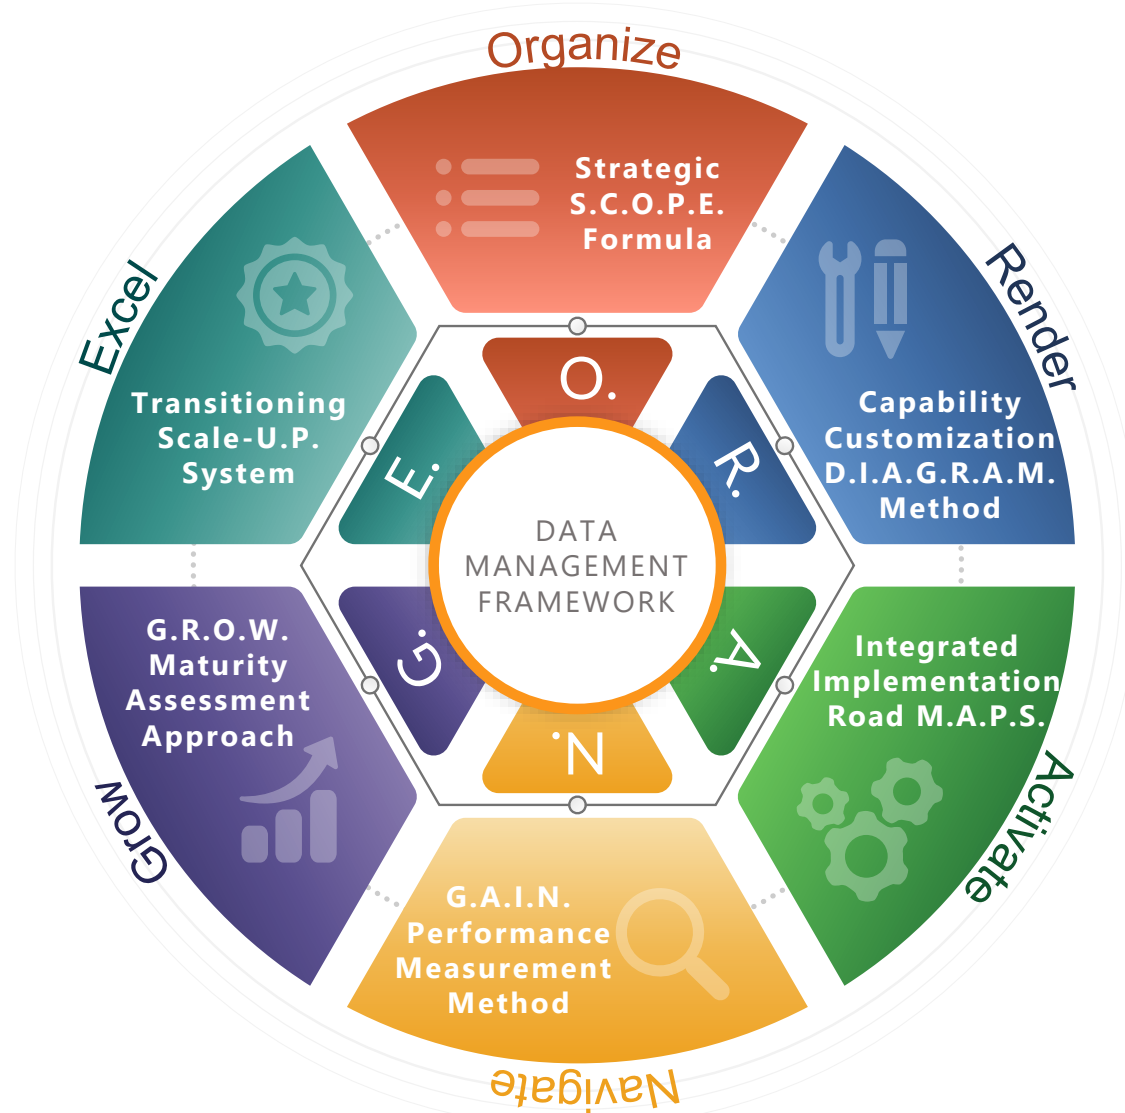 Organize
Strategic
S.C.O.P.E.
Formula
Render
Capability
Customization
D.I.A.G.R.A.M.
Method
Activate
Integrated
Implementation
Road M.A.P.S.
Navigate
G.A.I.N.
Performance
Measurement
Method
Grow
G.R.O.W.
Maturity
Assessment
Approach
Excel
Transitioning
Scale-U.P.
System
O.
R.
A.
N.
G.
E.
DATA
MANAGEMENT
FRAMEWORK